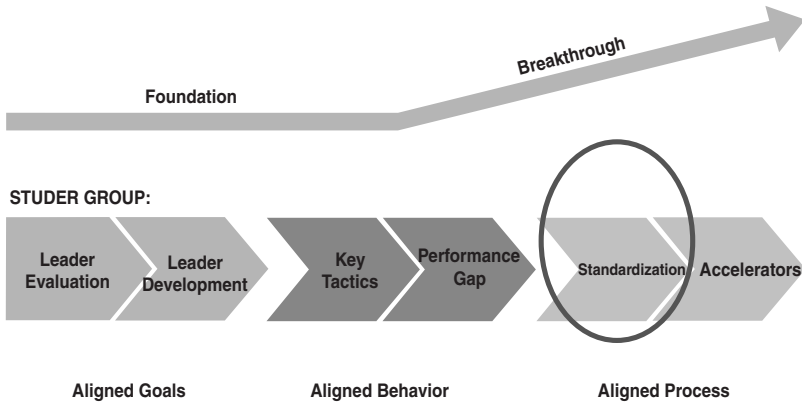 Breakthrough
Foundation
STUDER GROUP:
Leader
Evaluation
Leader
Development
Key
Tactics
Performance
Gap
Standardization
Accelerators
Aligned Goals
Aligned Behavior
Aligned Process